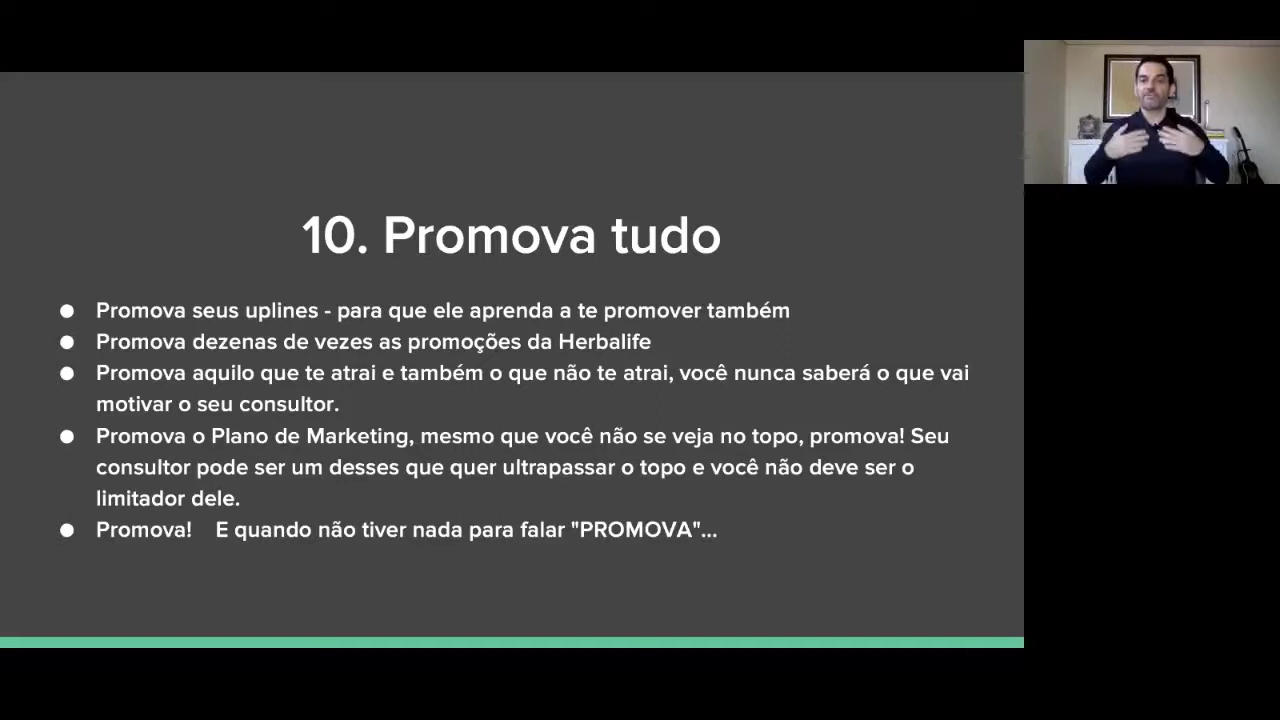 10. Promova tudo
● Promova seus uplines - para que ele aprenda a te promover também
● Promova dezenas de vezes as promoções da Herbalife
● Promova aquilo que te atrai e também o que não te atrai, você nunca saberá o que vai
motivar o seu consultor.
● Promova o Plano de Marketing, mesmo que você não se veja no topo, promova! Seu
consultor pode ser um desses que quer ultrapassar o topo e você não deve ser o
limitador dele.
● Promova! E quando não tiver nada para falar "PROMOVA"...